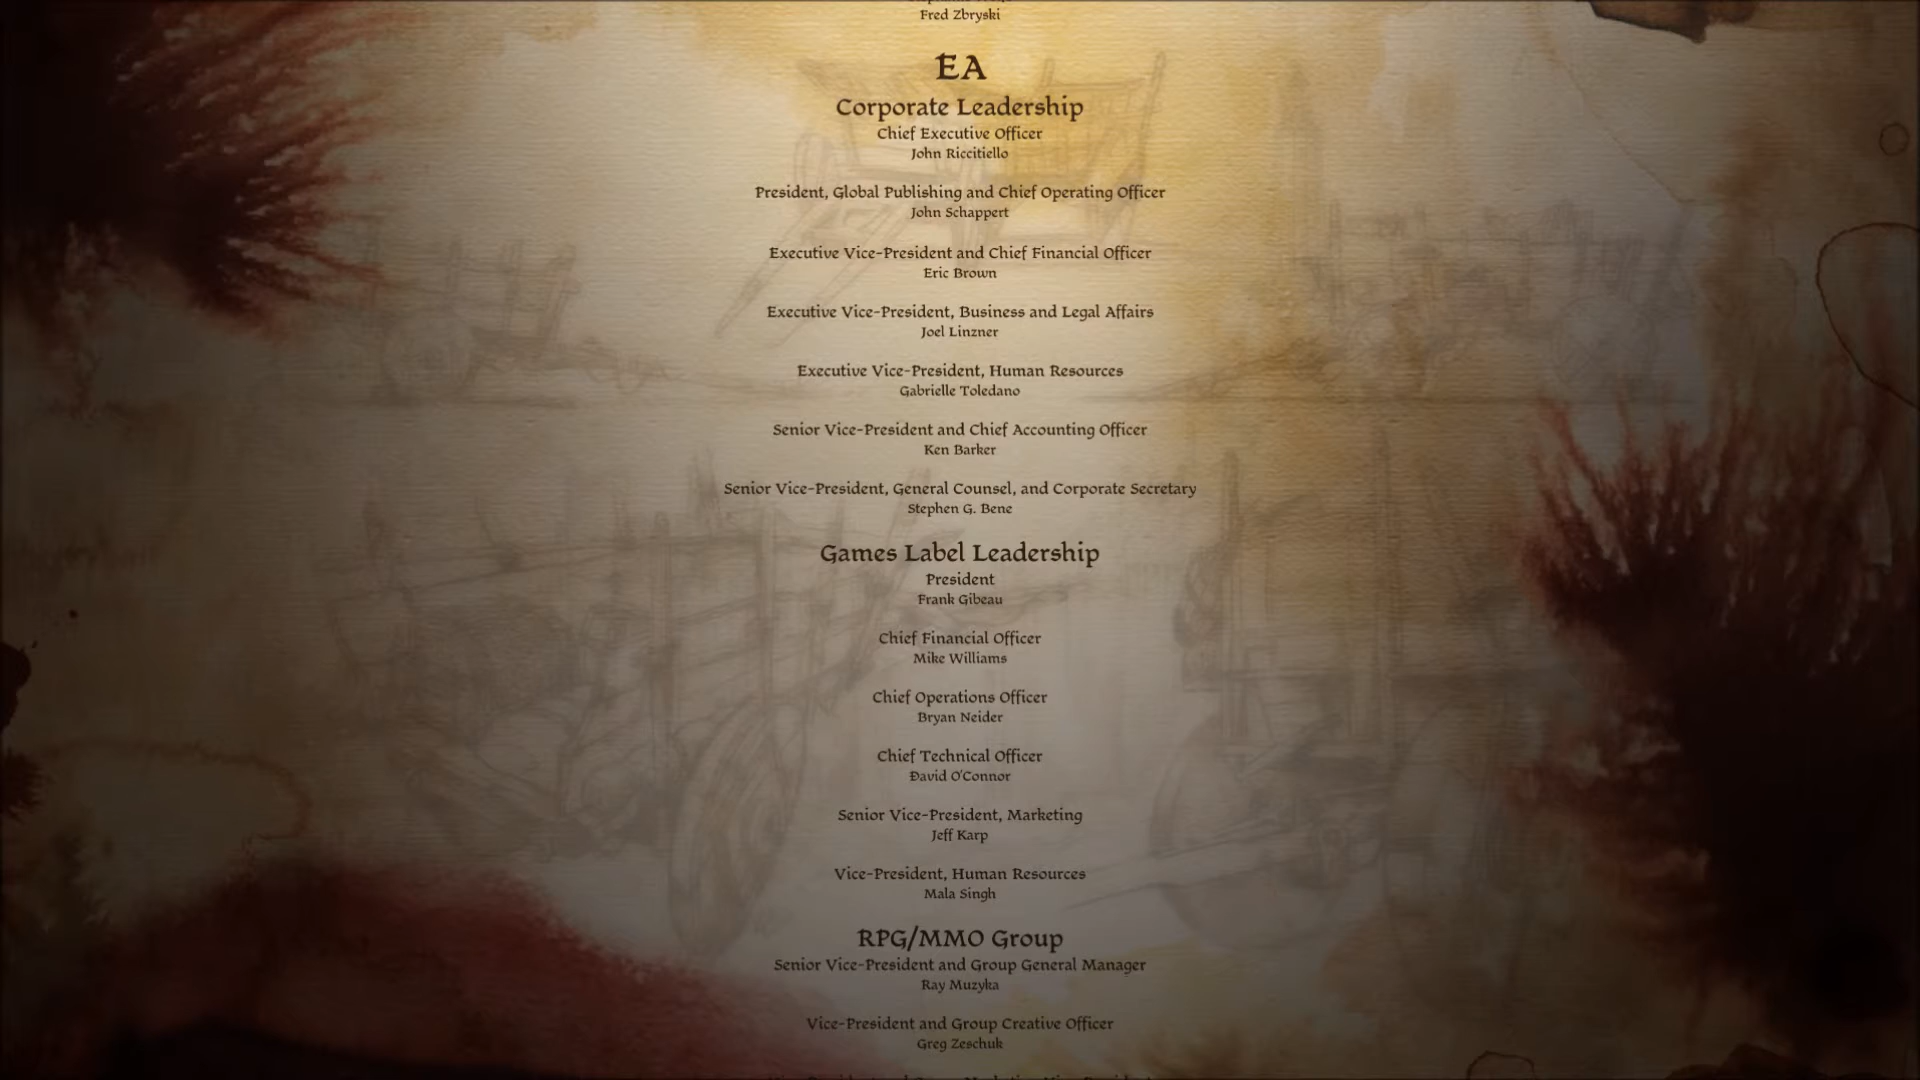 Fred Zbryski
EA
Corporate Leadership
Chief Executive Officer
John Riccitiello
President, Global Publishing and Chief Operating Officer
John Schappert
Executive Vice-President and Chief Financial Officer
Eric Brown
Executive Vice-President, Business and Legal Affairs
Joel Linzner
Executive Vice-President, Human Resources
Gabrielle Toledano
Senior Vice-President and Chief Accounting Officer
Ken Barker
Senior Vice-President, General Counsel, and Corporate Secretary
Stephen G. Bene
Games Label Leadership
President
Frank Gibeau
Chief Financial Officer
Mike Williams
Chief Operations Officer
Bryan Neider
Chief Technical Officer
David O'Connor
Senior Vice-President, Marketing
Jeff Karp
Vice-President, Human Resources
Mala Singh
RPG/MMO Group
Senior Vice-President and Group General Manager
Ray Muzyka
Vice-President and Group Creative Officer
Greg Zeschuk